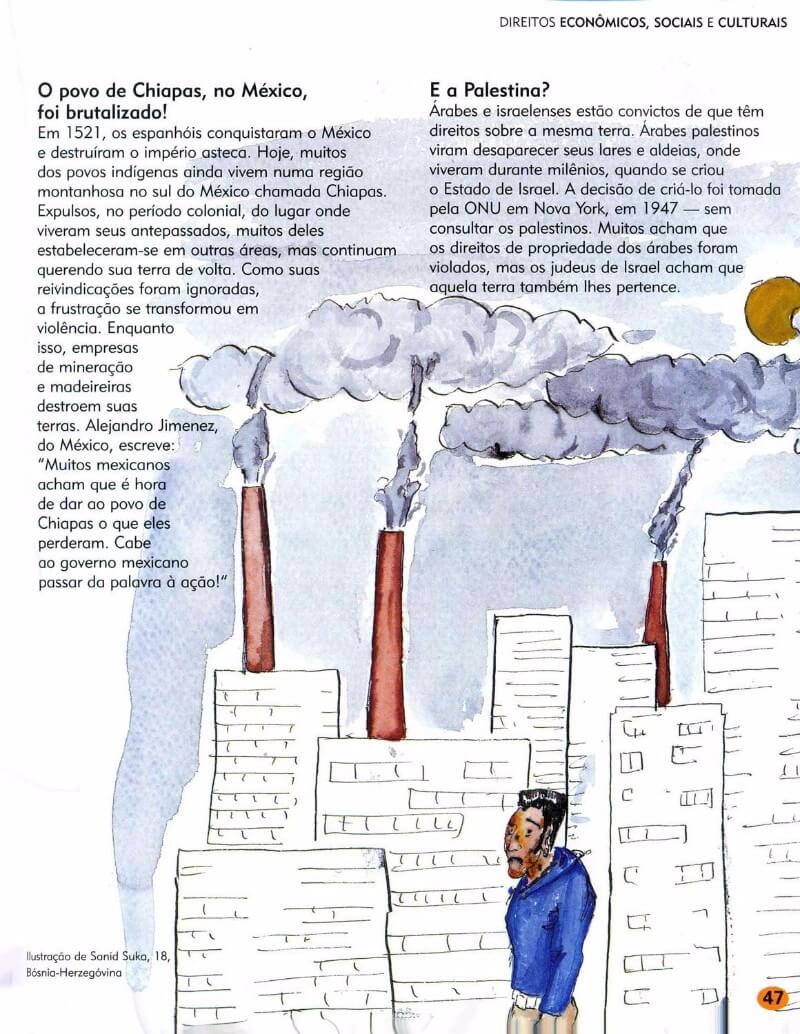 DIREITOS ECONÔMICOS, SOCIAIS E CULTURAIS
O povo de Chiapas, no México,
foi brutalizado!
Em 1521, os espanhóis conquistaram o México
e destruíram o império asteca. Hoje, muitos
dos povos indígenas ainda vivem numa região
montanhosa no sul do México chamada Chiapas.
Expulsos, no período colonial, do lugar onde
viveram seus antepassados, muitos deles
estabeleceram-se em outras áreas, mas continuam
querendo sua terra de volta. Como suas
reivindicações foram ignoradas,
a frustração se transformou em
violência. Enquanto
isso, empresas
de mineração
e madeireiras
destroem suas
terras. Alejandro Jimenez,
do México, escreve:
“Muitos mexicanos
acham que é hora
de dar ao povo de
Chiapas o que eles
perderam. Cabe
ao governo mexicano
passar da palavra à ação!”
E a Palestina?
Árabes e israelenses estão convictos de que têm
direitos sobre a mesma terra. Árabes palestinos
viram desaparecer seus lares e aldeias, onde
viveram durante milênios, quando se criou
o Estado de Israel. A decisão de criá-lo foi tomada
pela ONU em Nova York, em 1947 — sem
consultar os palestinos. Muitos acham que
os direitos de propriedade dos árabes foram
violados, mas os judeus de Israel acham que
aquela terra também lhes pertence.
Ilustração de Sanid Suka, 18,
Bósnia-Herzegóvina
47